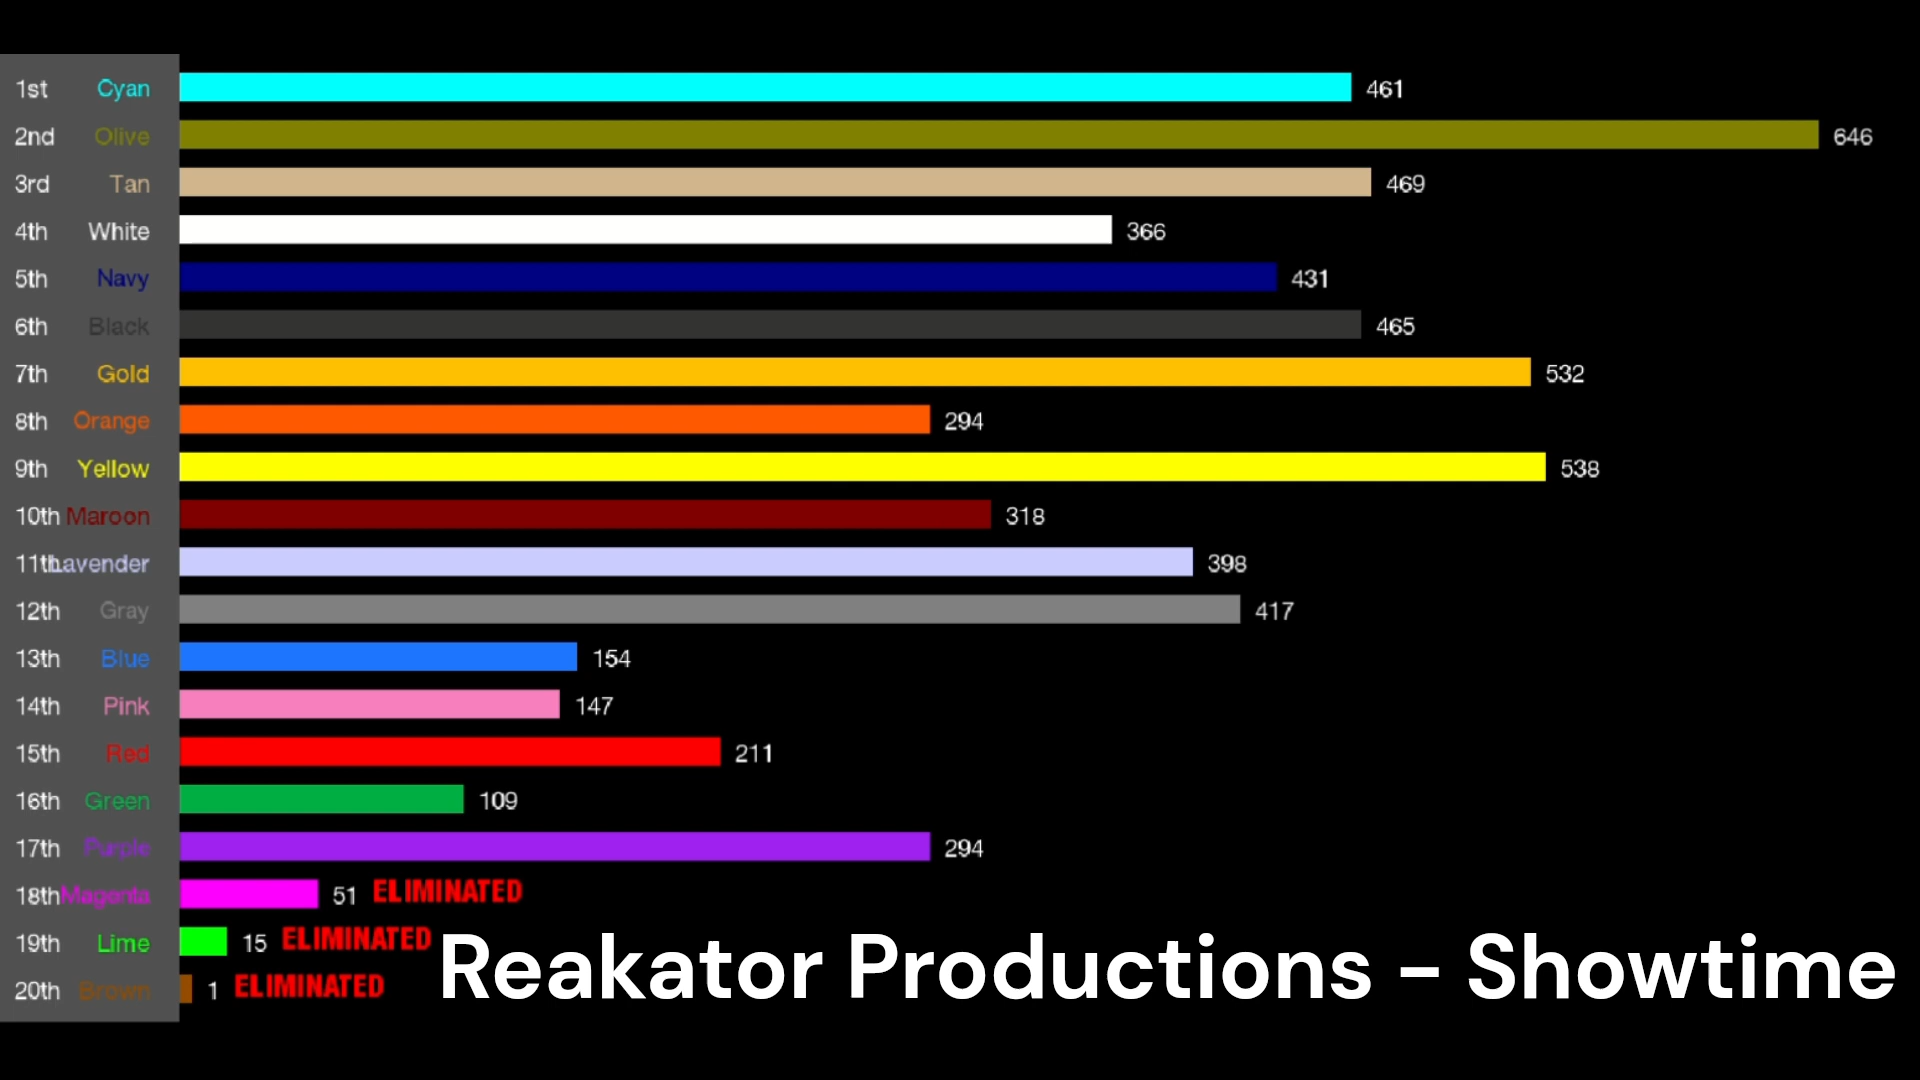 1st Cyan 461
2nd Olive 646
3rd Tan 469
4th White 366
5th Navy 431
6th Black 465
7th Gold 532
8th Orange 294
9th Yellow 538
10th Maroon 318
11th Lavender 398
12th Gray 417
13th Blue 154
14th Pink 147
15th Red 211
16th Green 109
17th Purple 294
18th Magenta 51 ELIMINATED
19th Lime 15 ELIMINATED
20th Brown 1 ELIMINATED
Reakator Productions - Showtime